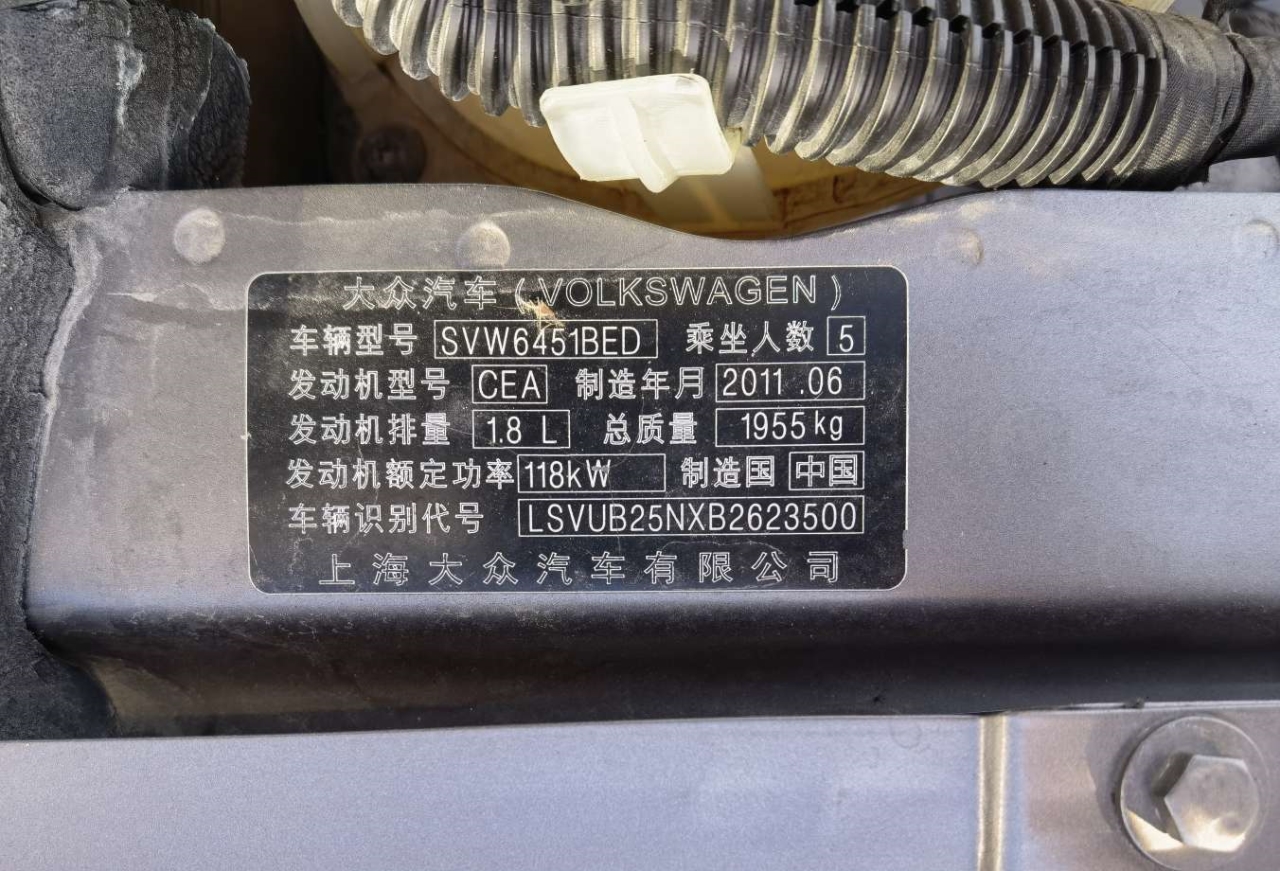 大众汽车(VOLKSWAGEN)
车辆型号 SVW6451BED 乘坐人数 5
发动机型号 CEA 制造年月 2011.06
发动机排量 1.8 L 总质量 1955kg
发动机额定功率 118kW 制造国 中国
车辆识别代号 LSVUB25NXB2623500
上海大众汽车有限公司